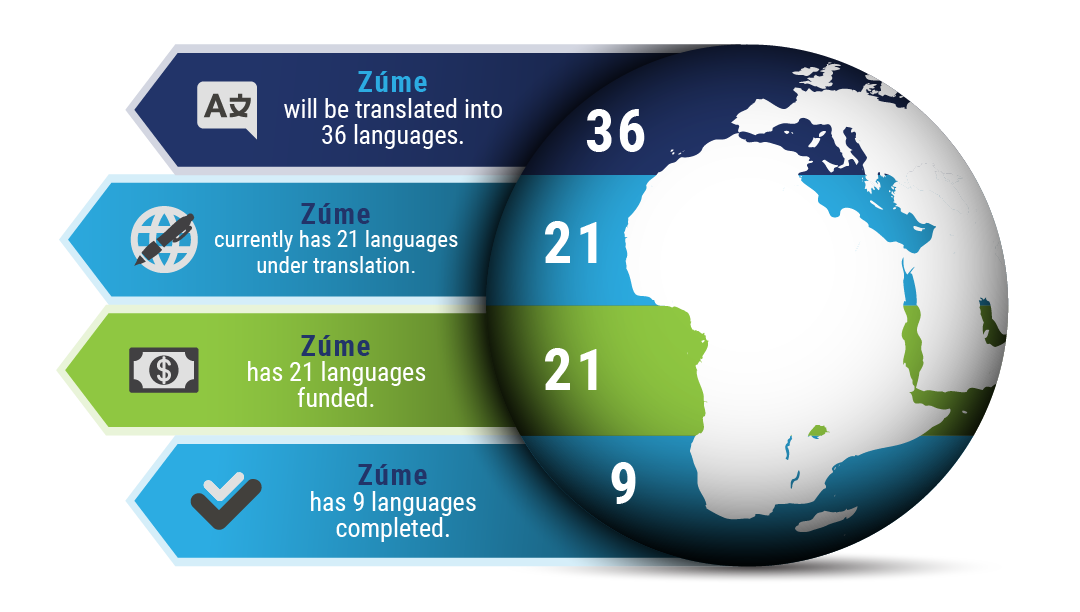 Zúme
will be translated into
36 languages.
36
Zúme
currently has 21 languages
under translation.
21
Zúme
has 21 languages
funded.
21
Zúme
has 9 languages
completed.
9
A文
$